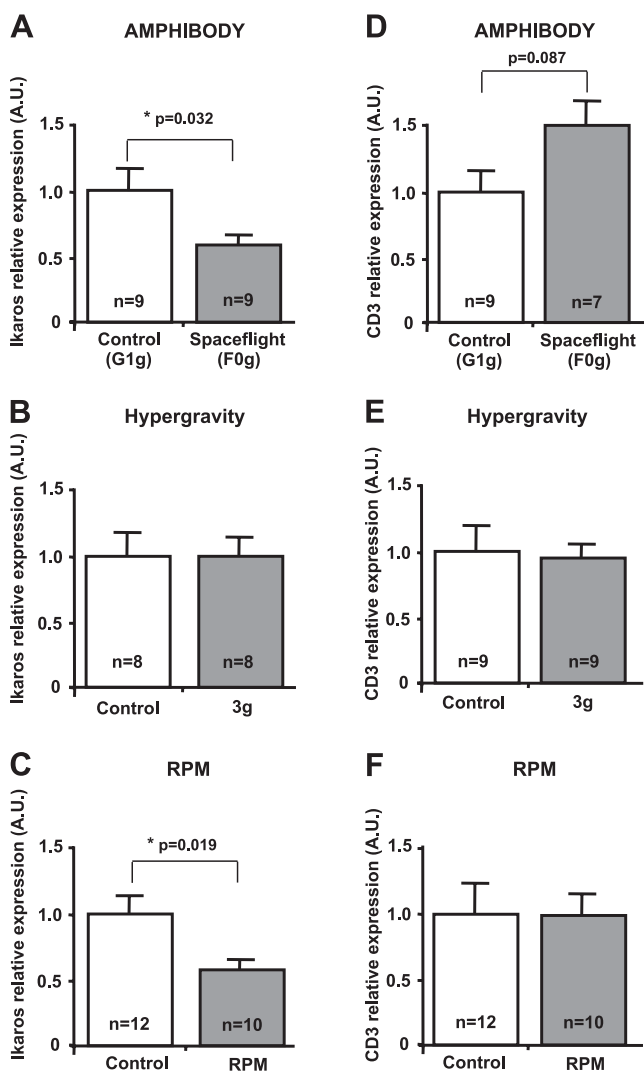 A
AMPHIBODY
* p=0.032
Ikaros relative expression (A.U.)
1.5
1.0
0.5
0
n=9
n=9
Control
(G1g)
Spaceflight
(F0g)
B
Hypergravity
Ikaros relative expression (A.U.)
1.5
1.0
0.5
0
n=8
n=8
Control
3g
C
RPM
* p=0.019
Ikaros relative expression (A.U.)
1.5
1.0
0.5
0
n=12
n=10
Control
RPM
D
AMPHIBODY
p=0.087
CD3 relative expression (A.U.)
1.5
1.0
0.5
0
n=9
n=7
Control
(G1g)
Spaceflight
(F0g)
E
Hypergravity
CD3 relative expression (A.U.)
1.5
1.0
0.5
0
n=9
n=9
Control
3g
F
RPM
CD3 relative expression (A.U.)
1.5
1.0
0.5
0
n=12
n=10
Control
RPM